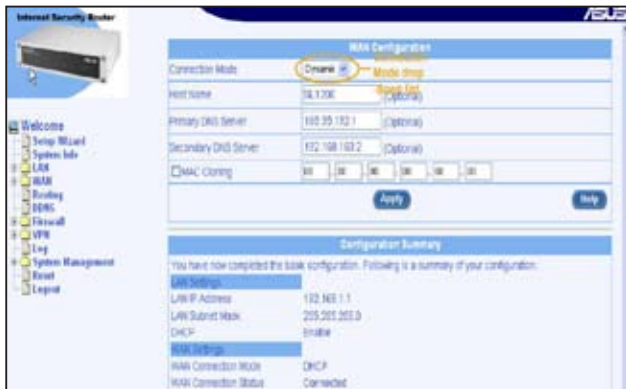 Internet Security Router
ASUS
Welcome
Setup Wizard
System Info
LAN
WAN
Routing
DDNS
Firewall
VPN
Log
System Management
Reset
Logout
WAN Configuration
Connection Mode Dynamic
Mode drop
Host Name SL1200 (Optional)
Primary DNS Server (Optional)
Secondary DNS Server (Optional)
MAC Cloning
Apply Help
Configuration Summary
You have now completed the basic configuration. Following is a summary of your configuration.
LAN Settings
LAN IP Address 192.168.1.1
LAN Subnet Mask 255.255.255.0
DHCP Enable
WAN Settings
WAN Connection Mode DHCP
WAN Connection Status Connected